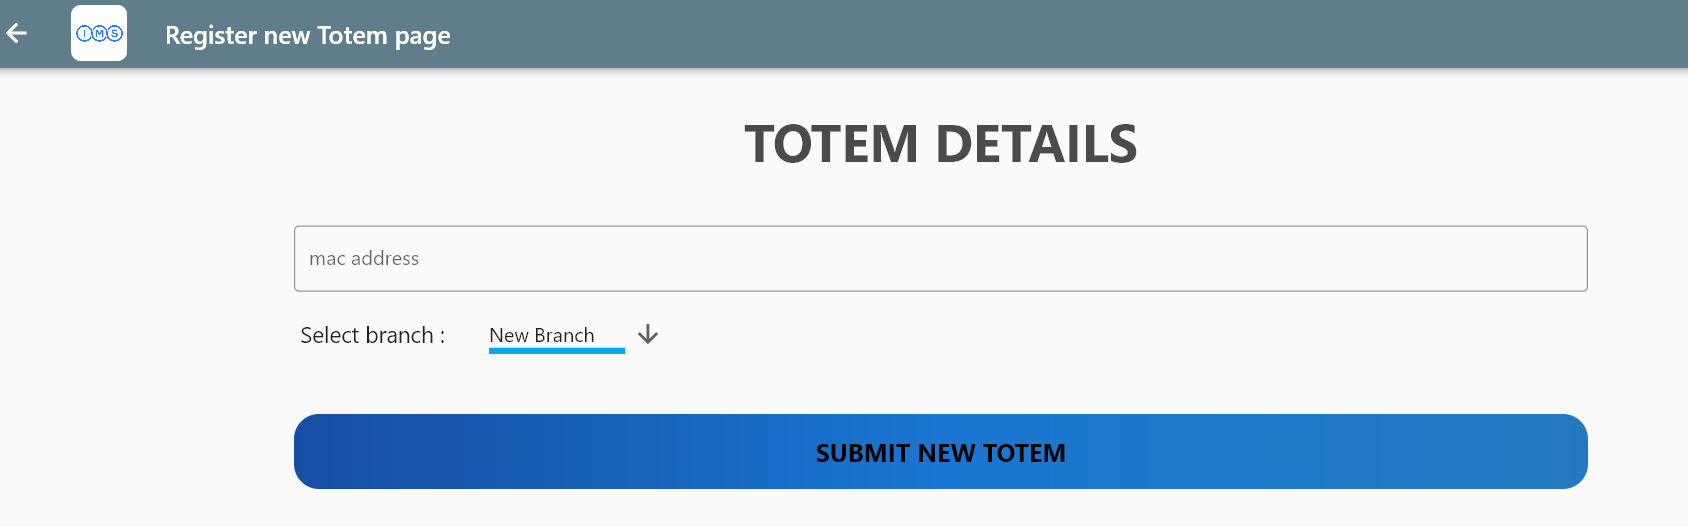 IMS
Register new Totem page
TOTEM DETAILS
mac address
Select branch : New Branch
SUBMIT NEW TOTEM